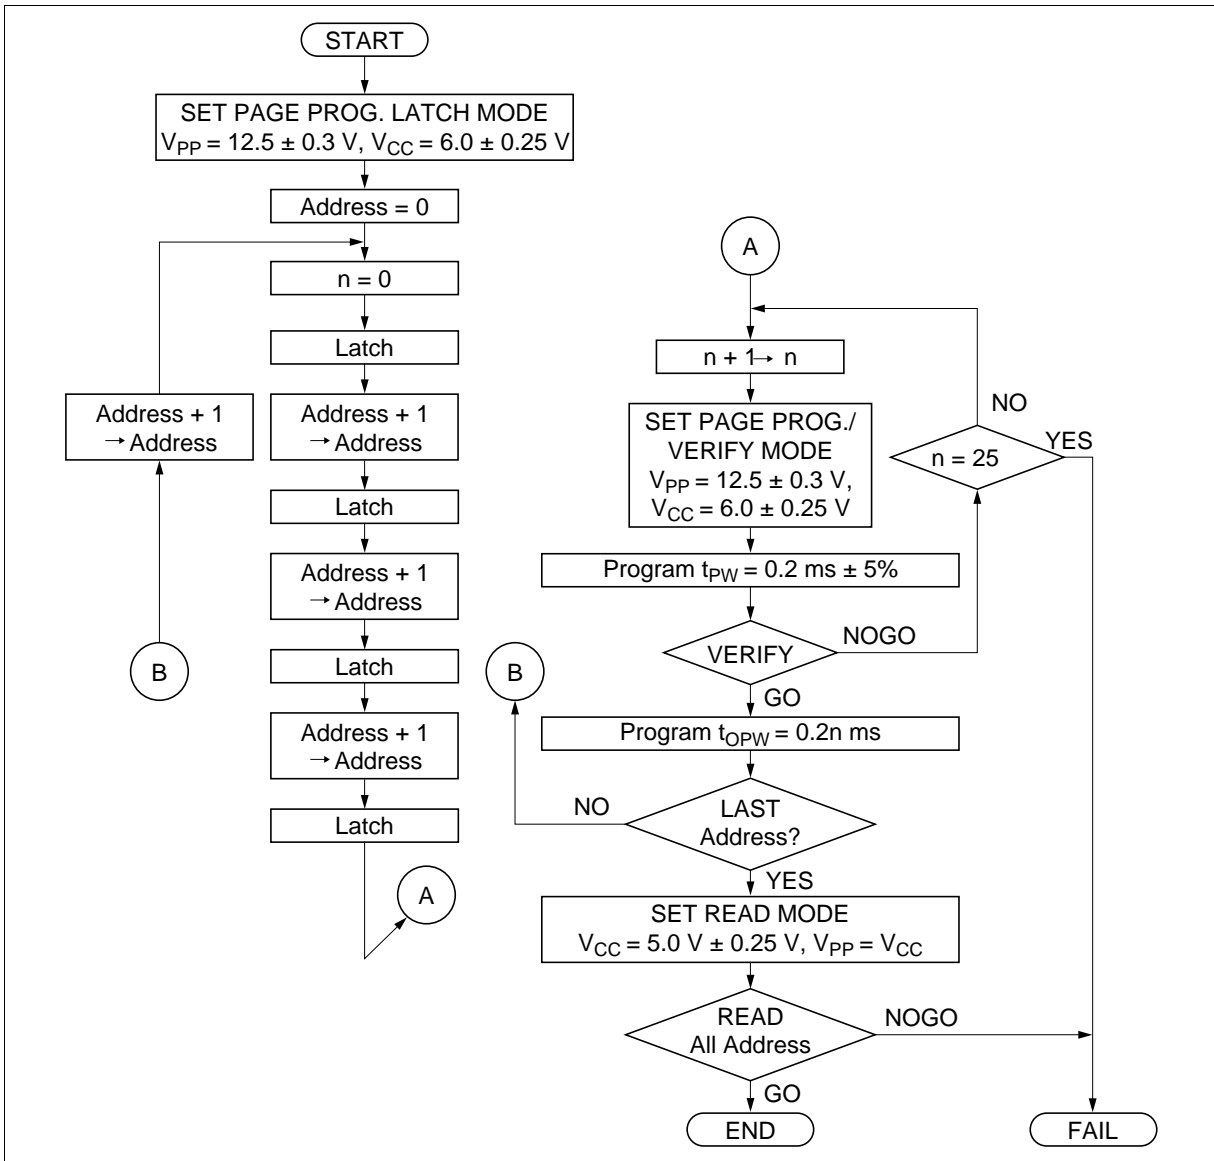 START
SET PAGE PROG. LATCH MODE
VPP = 12.5 ± 0.3 V, VCC = 6.0 ± 0.25 V
Address = 0
n = 0
Latch
Address + 1
→ Address
Address + 1
→ Address
Latch
Address + 1
→ Address
B
Latch
Address + 1
→ Address
Latch
A
A
n + 1→ n
NO
SET PAGE PROG./
VERIFY MODE
VPP = 12.5 ± 0.3 V,
VCC = 6.0 ± 0.25 V
YES
n = 25
Program tPW = 0.2 ms ± 5%
NOGO
VERIFY
B
GO
Program tOPW = 0.2n ms
NO
LAST
Address?
YES
SET READ MODE
VCC = 5.0 V ± 0.25 V, VPP = VCC
READ
All Address
NOGO
GO
END
FAIL